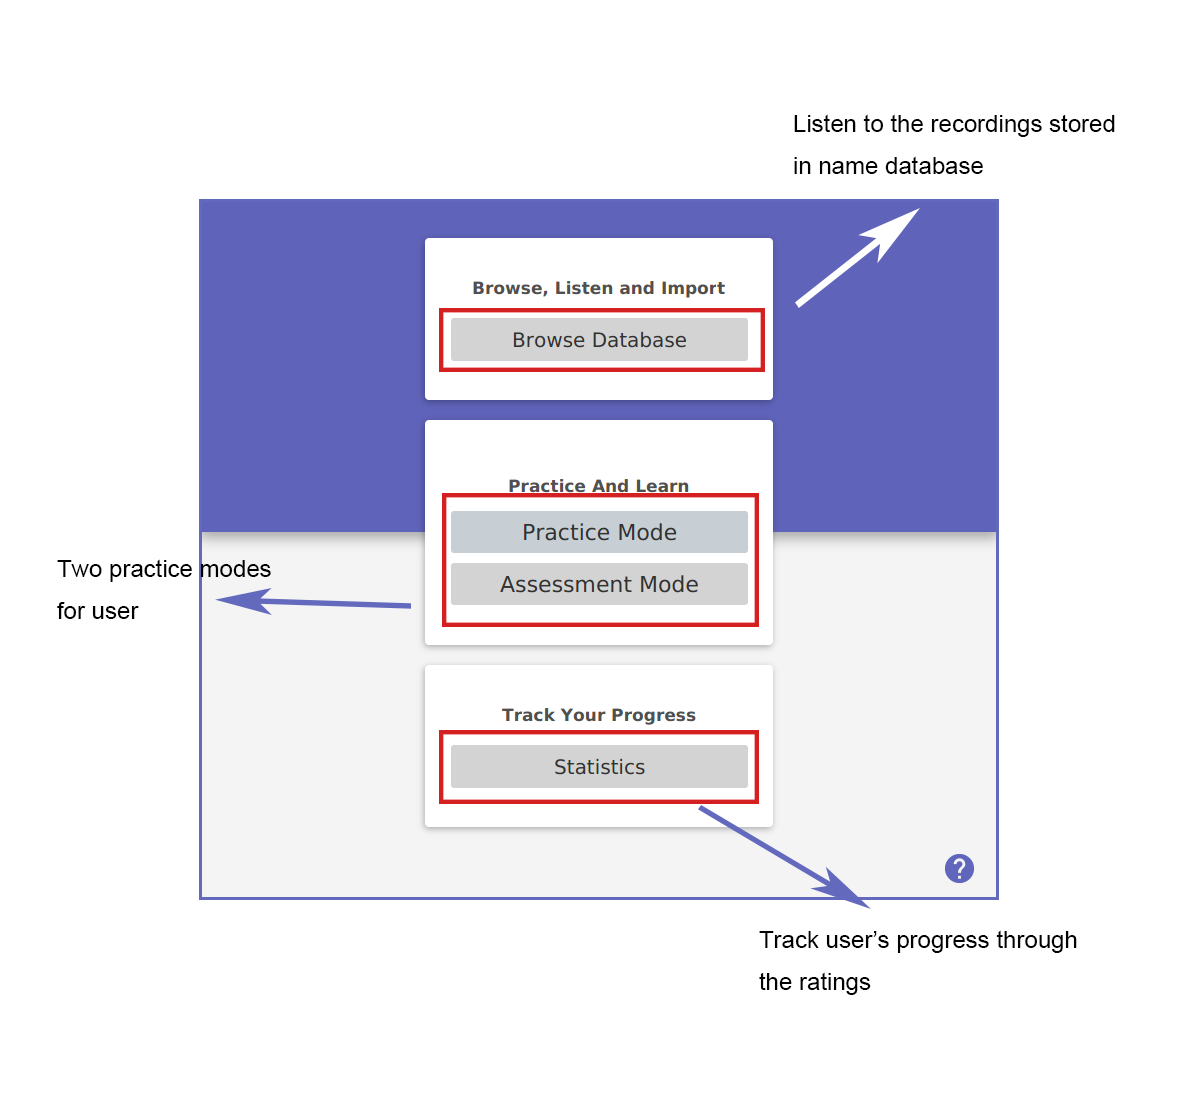 Listen to the recordings stored
in name database
Browse, Listen and Import
Browse Database
Practice And Learn
Practice Mode
Assessment Mode
Two practice modes
for user
Track Your Progress
Statistics
?
Track user’s progress through
the ratings